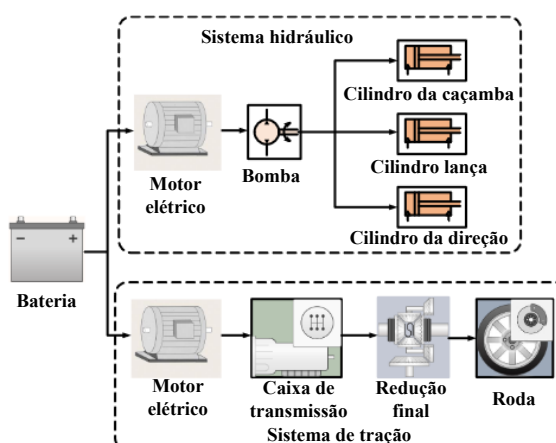 Sistema hidráulico
Cilindro da caçamba
Motor
elétrico
Bomba
Cilindro lança
Cilindro da direção
− +
Bateria
Motor
elétrico
Caixa de
transmissão
Redução
final
Roda
Sistema de tração